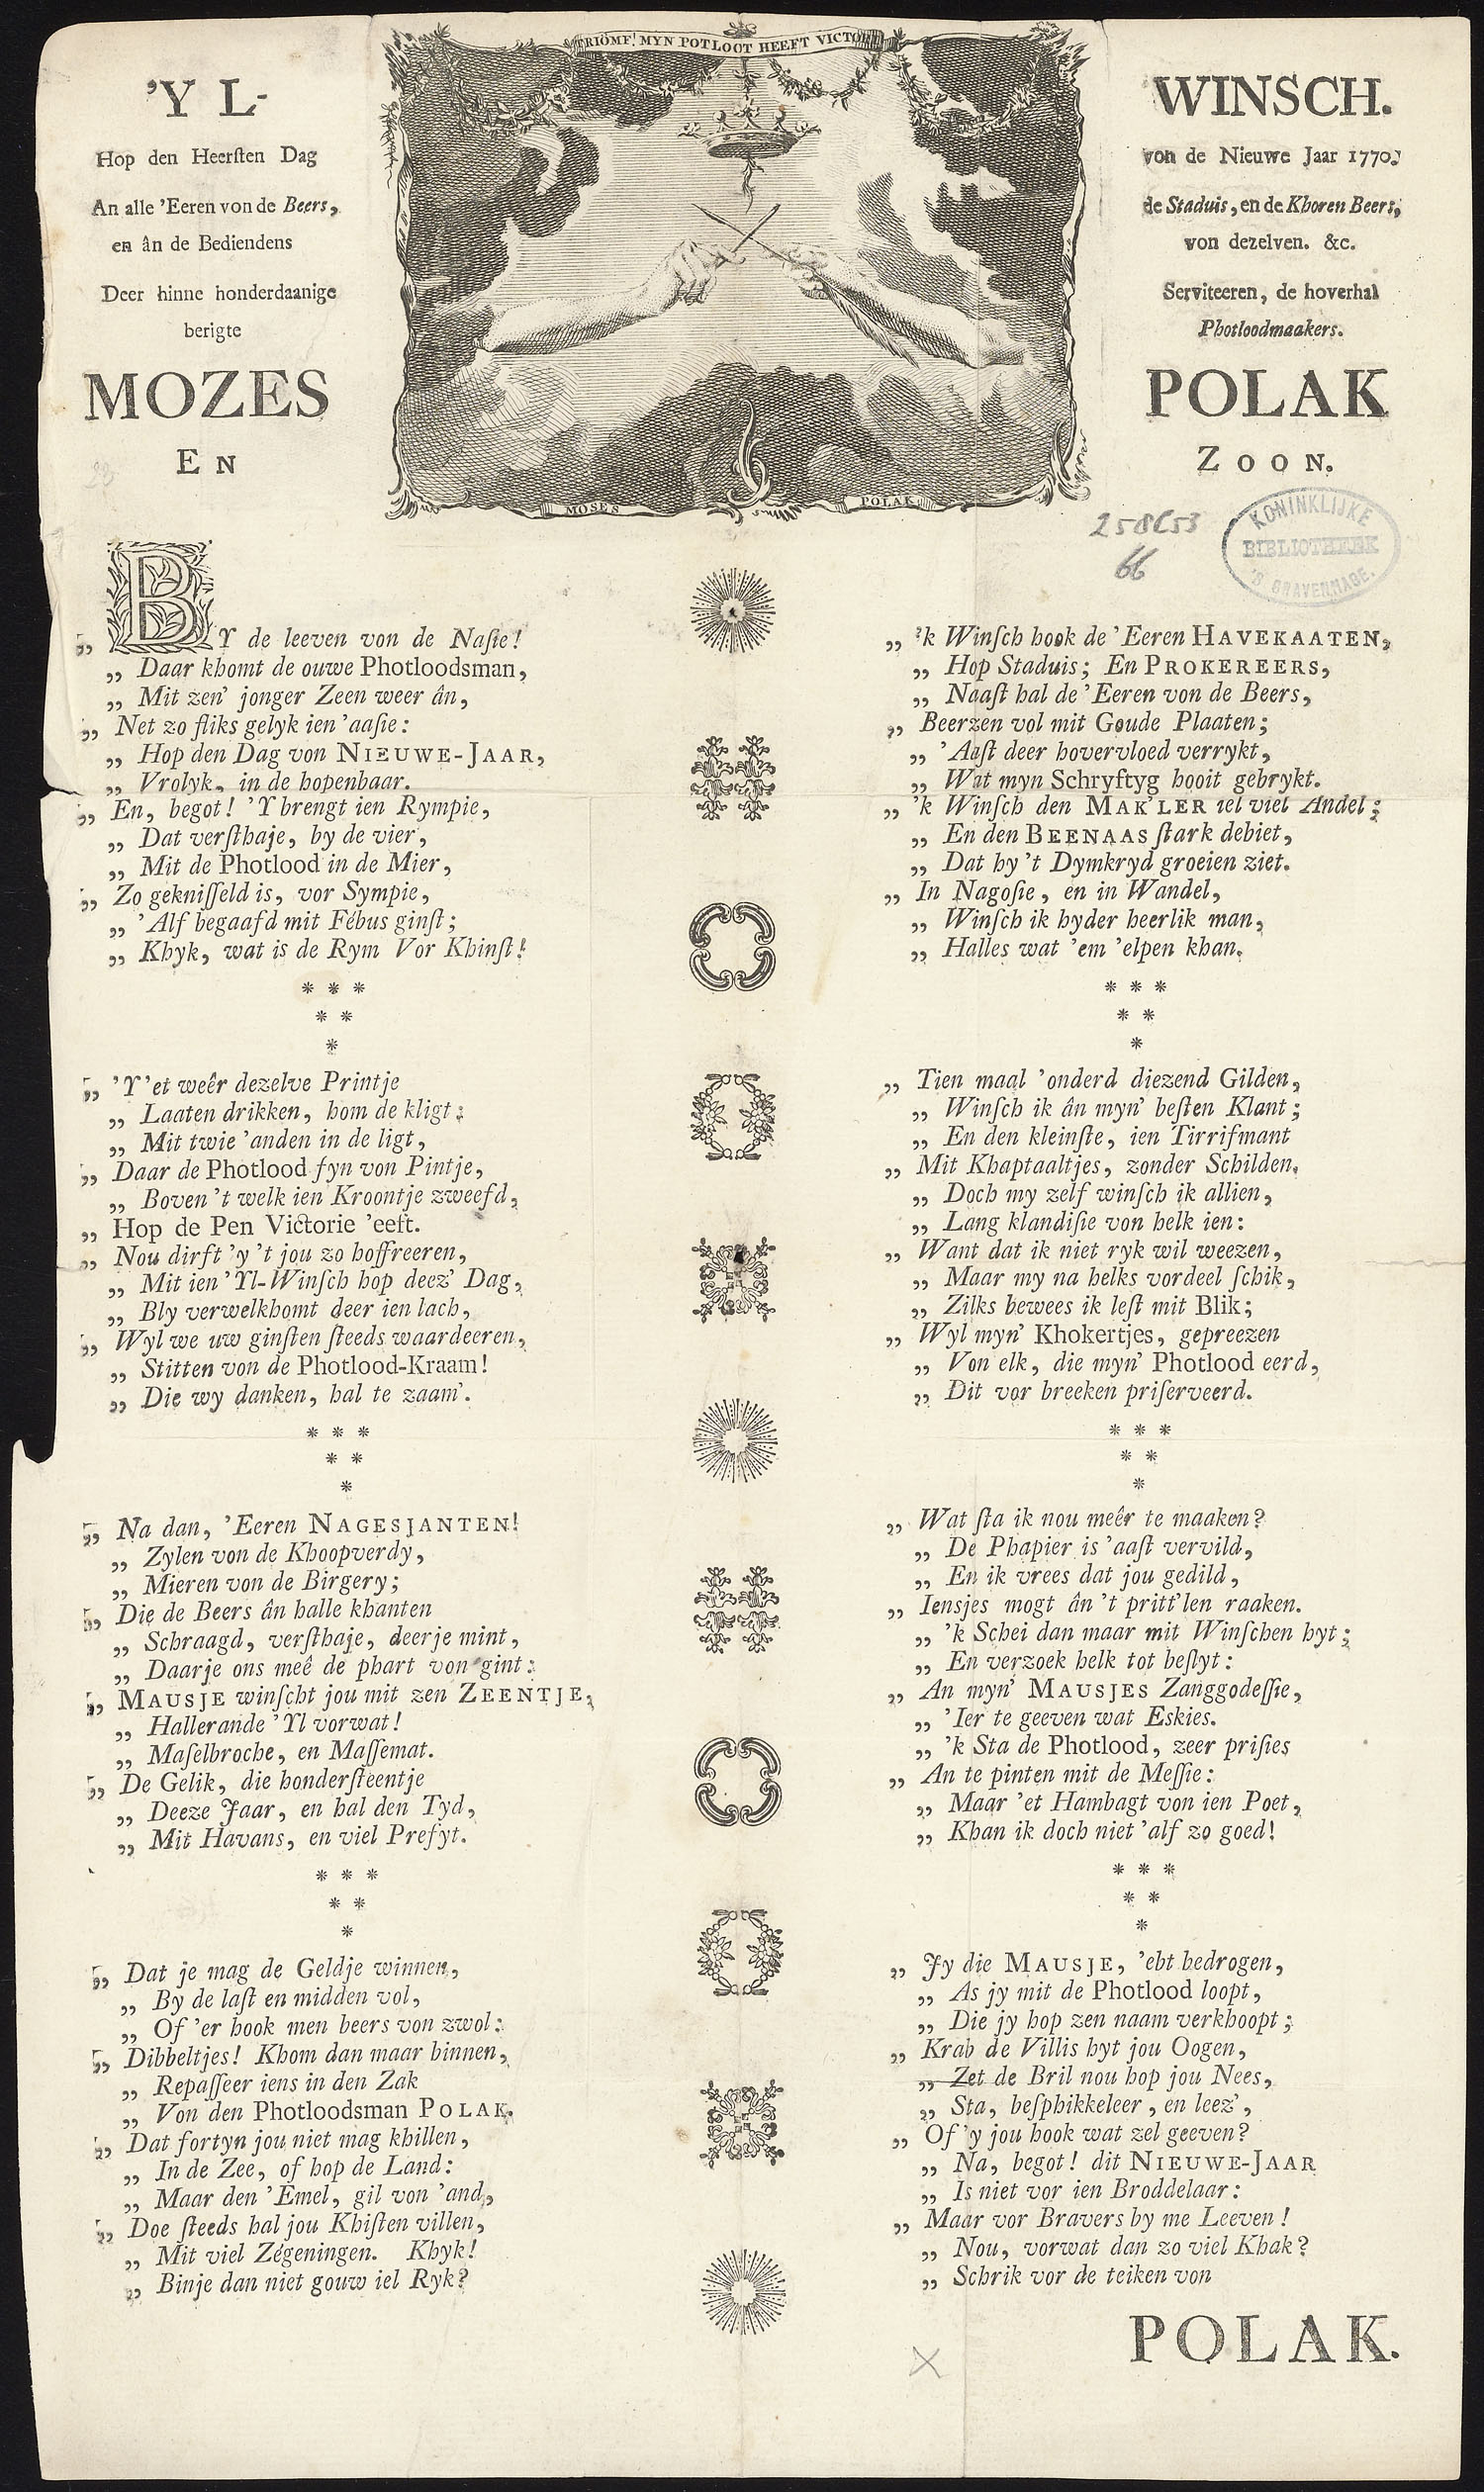 TRIOMF! MYN POTLOOT HEEFT VICTORI
'Y L-
Hop den Heerſten Dag
An alle 'Eeren von de Beers,
en ân de Bediendens
Deer hinne honderdaanige
berigte
MOZES
EN
WINSCH.
von de Nieuwe Jaar 1770.
de Staduis, en de Khoren Beers,
von dezelven. &c.
Serviteeren, de hoverhal
Photloodmaakers.
POLAK
ZOON.
MOSES
POLAK
258C53
66
KONINKLIJKE
BIBLIOTHEEK
'S GRAVENHAGE.
„ BY de leeven von de Naſie!
„ Daar khomt de ouwe Photloodsman,
„ Mit zen' jonger Zeen weer ân,
„ Net zo fliks gelyk ien 'aaſie:
„ Hop den Dag von NIEUWE-JAAR,
„ Vrolyk, in de hopenbaar.
„ En, begot! 'Y brengt ien Rympie,
„ Dat verſthaje, by de vier,
„ Mit de Photlood in de Mier,
„ Zo gekniſſeld is, vor Sympie,
„ 'Alf begaafd mit Fébus ginſt;
„ Khyk, wat is de Rym Vor Khinſt!
* * *
* *
*
„ 'Y 'et weêr dezelve Printje
„ Laaten drikken, hom de kligt;
„ Mit twie 'anden in de ligt,
„ Daar de Photlood fyn von Pintje,
„ Boven 't welk ien Kroontje zweefd,
„ Hop de Pen Victorie 'eeft.
„ Nou dirft 'y 't jou zo hoffreeren,
„ Mit ien 'Yl-Winſch hop deez' Dag,
„ Bly verwelkhomt deer ien lach,
„ Wyl we uw ginſten ſteeds waardeeren,
„ Stitten von de Photlood-Kraam!
„ Die wy danken, hal te zaam'.
* * *
* *
*
„ Na dan, 'Eeren NAGESJANTEN!
„ Zylen von de Khoopverdy,
„ Mieren von de Birgery;
„ Die de Beers ân halle khanten
„ Schraagd, verſthaje, deerje mint,
„ Daarje ons meê de phart von gint:
„ MAUSJE winſcht jou mit zen ZEENTJE,
„ Hallerande 'Yl vorwat!
„ Maſelbroche, en Maſſemat.
„ De Gelik, die honderſteentje
„ Deeze Jaar, en hal den Tyd,
„ Mit Havans, en viel Prefyt.
* * *
* *
*
„ Dat je mag de Geldje winnen,
„ By de laſt en midden vol,
„ Of 'er hook men beers von zwol:
„ Dibbeltjes! Khom dan maar binnen,
„ Repaſſeer iens in den Zak
„ Von den Photloodsman POLAK.
„ Dat fortyn jou niet mag khillen,
„ In de Zee, of hop de Land:
„ Maar den 'Emel, gil von 'and,
„ Doe ſteeds hal jou Khiſten villen,
„ Mit viel Zégeningen. Khyk!
„ Binje dan niet gouw iel Ryk?
„ 'k Winſch hook de 'Eeren HAVEKAATEN,
„ Hop Staduis; En PROKEREERS,
„ Naaſt hal de 'Eeren von de Beers,
„ Beerzen vol mit Goude Plaaten;
„ 'Aaſt deer hovervloed verrykt,
„ Wat myn Schryftyg hooit gebrykt.
„ 'k Winſch den MAK'LER iel viel Andel;
„ En den BEENAAS ſtark debiet,
„ Dat hy 't Dymkryd groeien ziet.
„ In Nagoſie, en in Wandel,
„ Winſch ik hyder heerlik man,
„ Halles wat 'em 'elpen khan.
* * *
* *
*
„ Tien maal 'onderd diezend Gilden,
„ Winſch ik ân myn' beſten Klant;
„ En den kleinſte, ien Tirrifmant
„ Mit Khaptaaltjes, zonder Schilden.
„ Doch my zelf winſch ik allien,
„ Lang klandiſie von helk ien:
„ Want dat ik niet ryk wil weezen,
„ Maar my na helks vordeel ſchik,
„ Zilks bewees ik leſt mit Blik;
„ Wyl myn' Khokertjes, gepreezen
„ Von elk, die myn' Photlood eerd,
„ Dit vor breeken priſerveerd.
* * *
* *
*
„ Wat ſta ik nou meêr te maaken?
„ De Phapier is 'aaſt vervild,
„ En ik vrees dat jou gedild,
„ Iensjes mogt ân 't pritt'len raaken.
„ 'k Schei dan maar mit Winſchen hyt;
„ En verzoek helk tot beſlyt:
„ An myn' MAUSJES Zanggodeſſie,
„ 'Ier te geeven wat Eskies.
„ 'k Sta de Photlood, zeer priſies
„ An te pinten mit de Meſſie:
„ Maar 'et Hambagt von ien Poet,
„ Khan ik doch niet 'alf zo goed!
* * *
* *
*
„ Jy die MAUSJE, 'ebt bedrogen,
„ As jy mit de Photlood loopt,
„ Die jy hop zen naam verkhoopt;
„ Krab de Villis hyt jou Oogen,
„ Zet de Bril nou hop jou Nees,
„ Sta, beſphikkeleer, en leez',
„ Of 'y jou hook wat zel geeven?
„ Na, begot! dit NIEUWE-JAAR
„ Is niet vor ien Broddelaar:
„ Maar vor Bravers by me Leeven!
„ Nou, vorwat dan zo viel Khak?
„ Schrik vor de teiken von
POLAK.